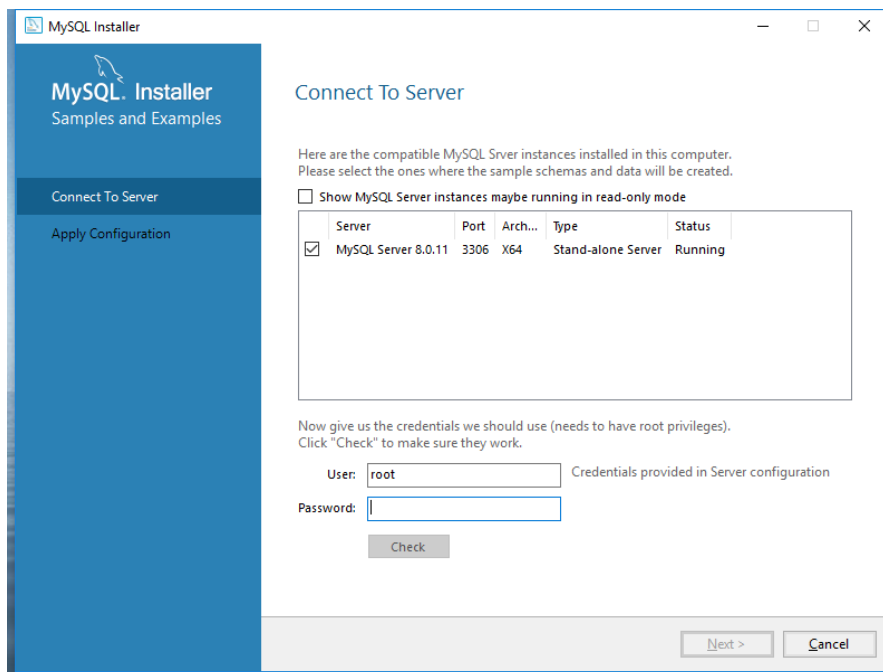 MySQL Installer
MySQL. Installer
Samples and Examples
Connect To Server
Apply Configuration
Connect To Server
Here are the compatible MySQL Srver instances installed in this computer.
Please select the ones where the sample schemas and data will be created.
Show MySQL Server instances maybe running in read-only mode
Server Port Arch... Type Status
MySQL Server 8.0.11 3306 X64 Stand-alone Server Running
Now give us the credentials we should use (needs to have root privileges).
Click "Check" to make sure they work.
User: root Credentials provided in Server configuration
Password:
Check
Next > Cancel